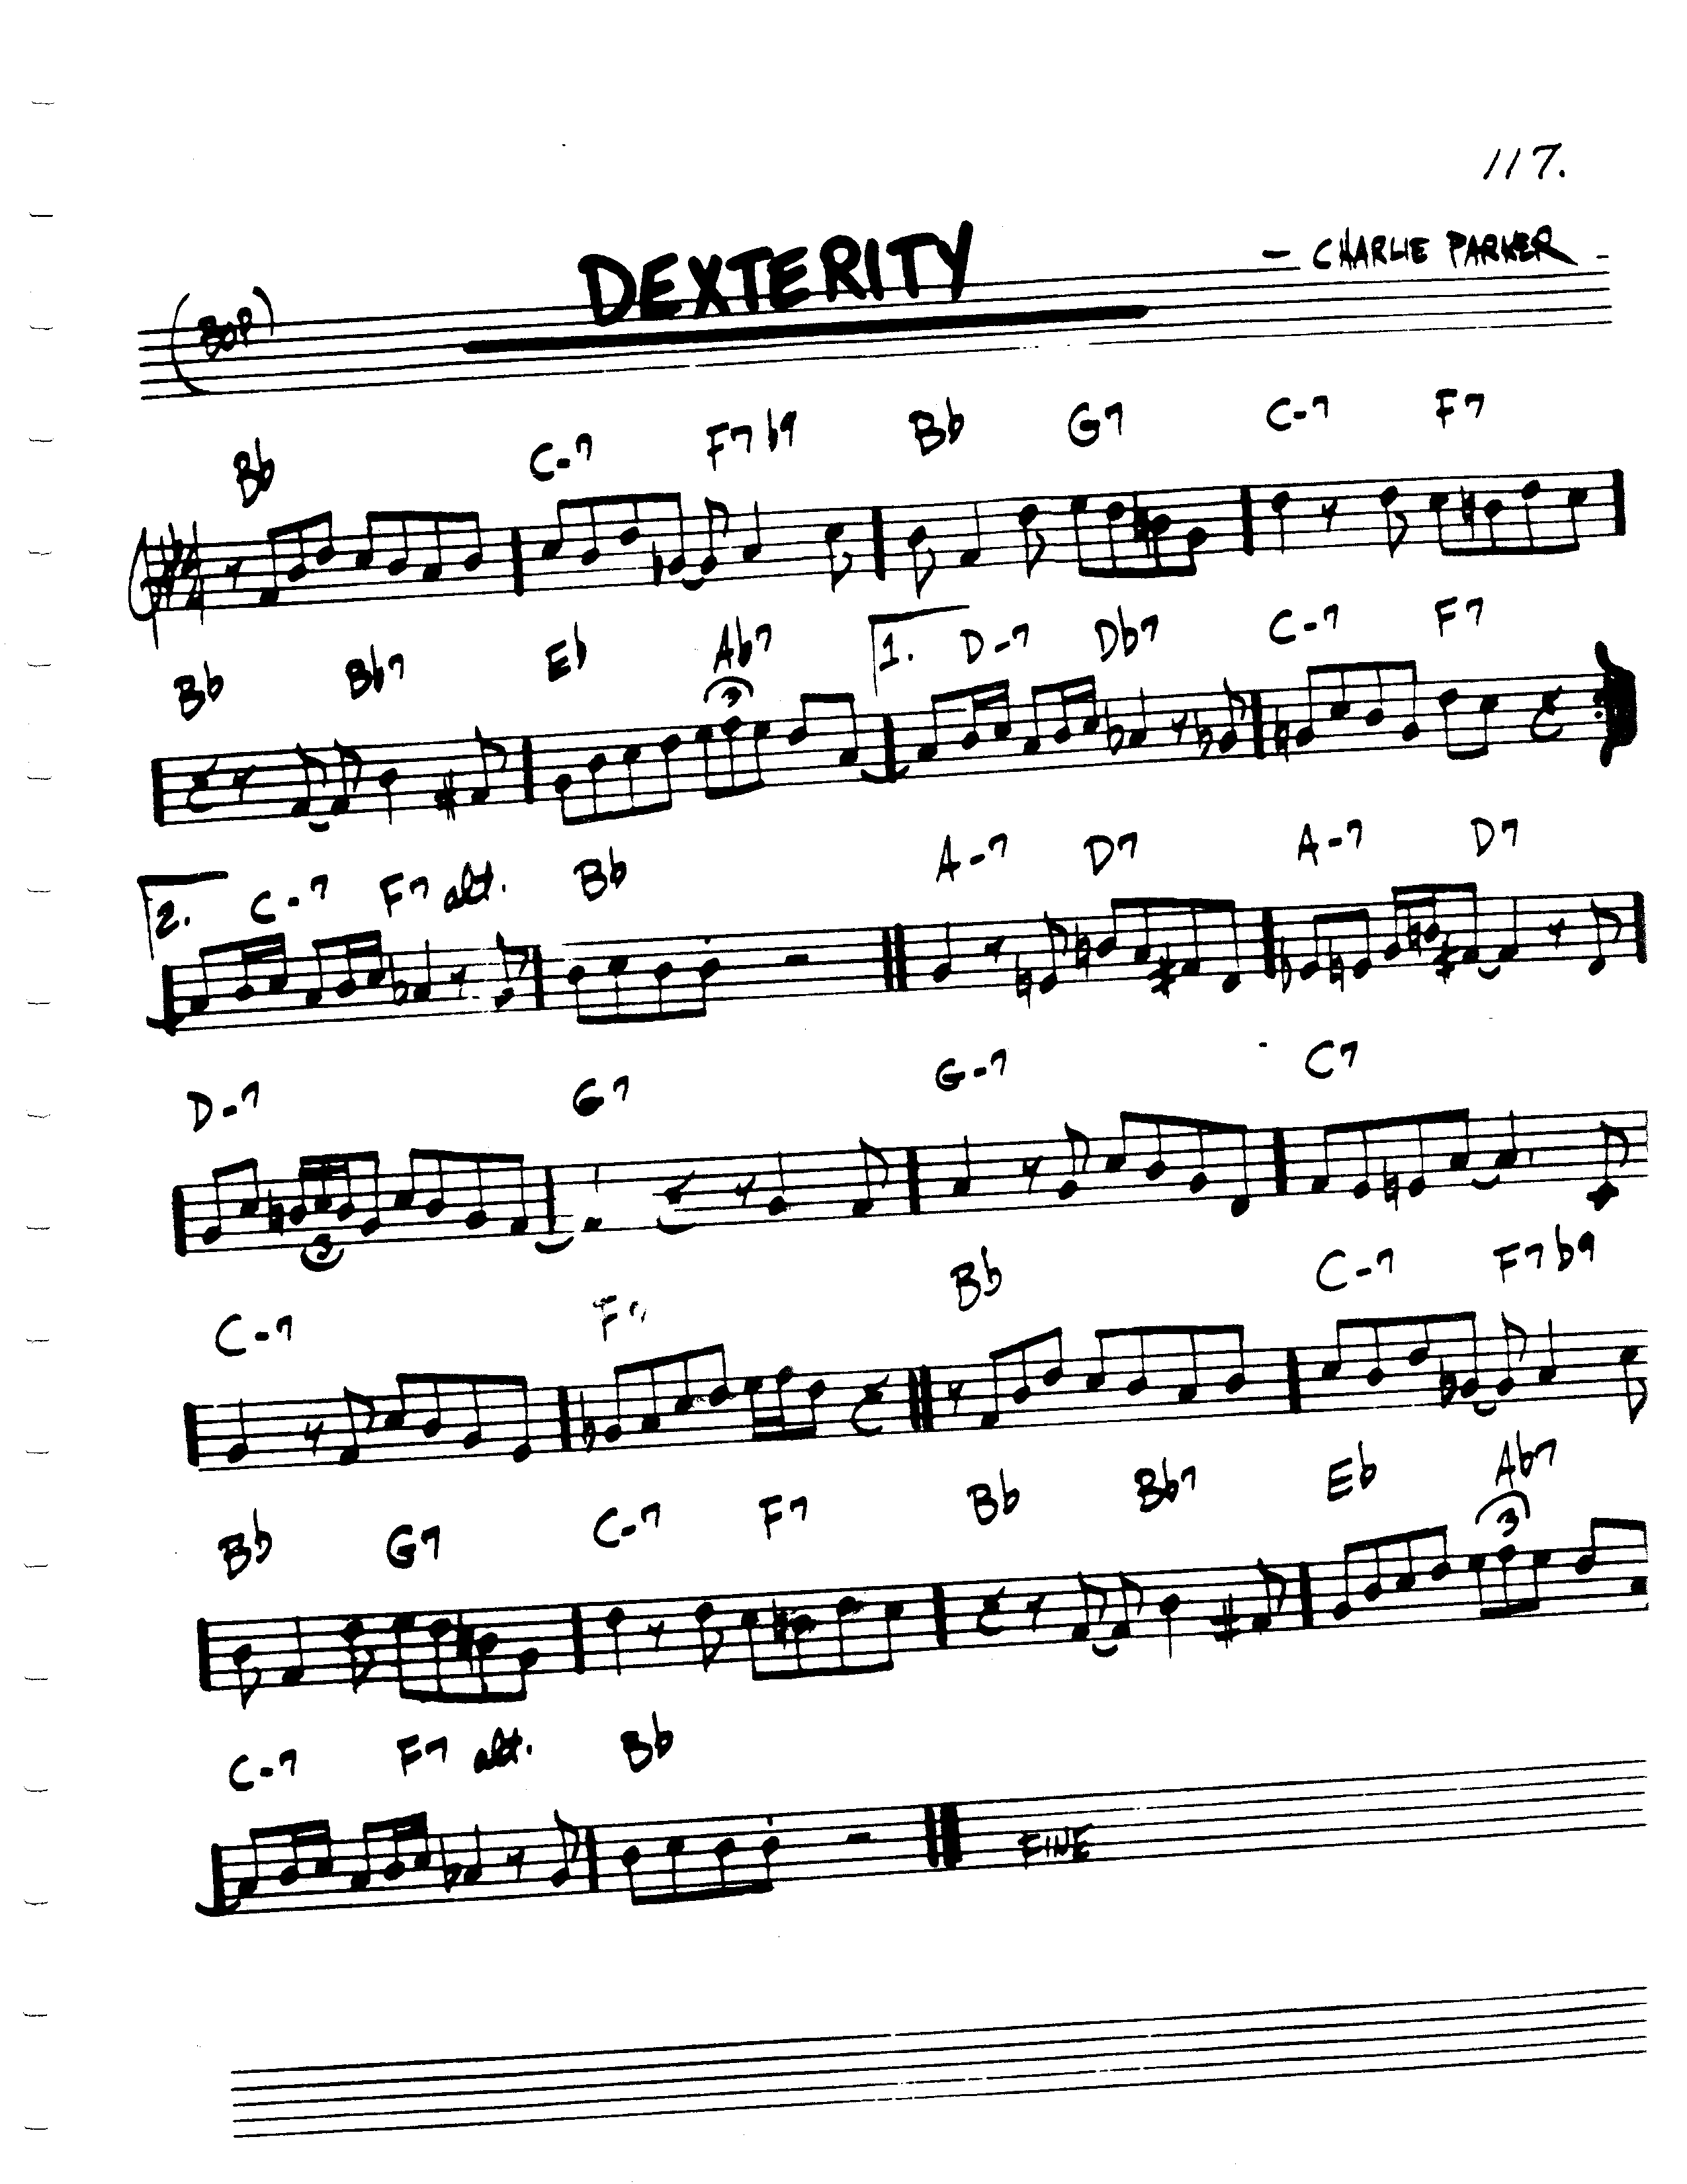 117.
DEXTERITY
- CHARLIE PARKER
(BOP)
Bb C-7 F7b9 Bb G7 C-7 F7
Bb Bb7 Eb Ab7 1. D-7 Db7 C-7 F7
3
2. C-7 F7 alt. Bb A-7 D7 A-7 D7
D-7 G7 G-7 C7
3
C-7 F7 Bb C-7 F7b9
Bb G7 C-7 F7 Bb Bb7 Eb Ab7
3
C-7 F7 alt. Bb
FINE